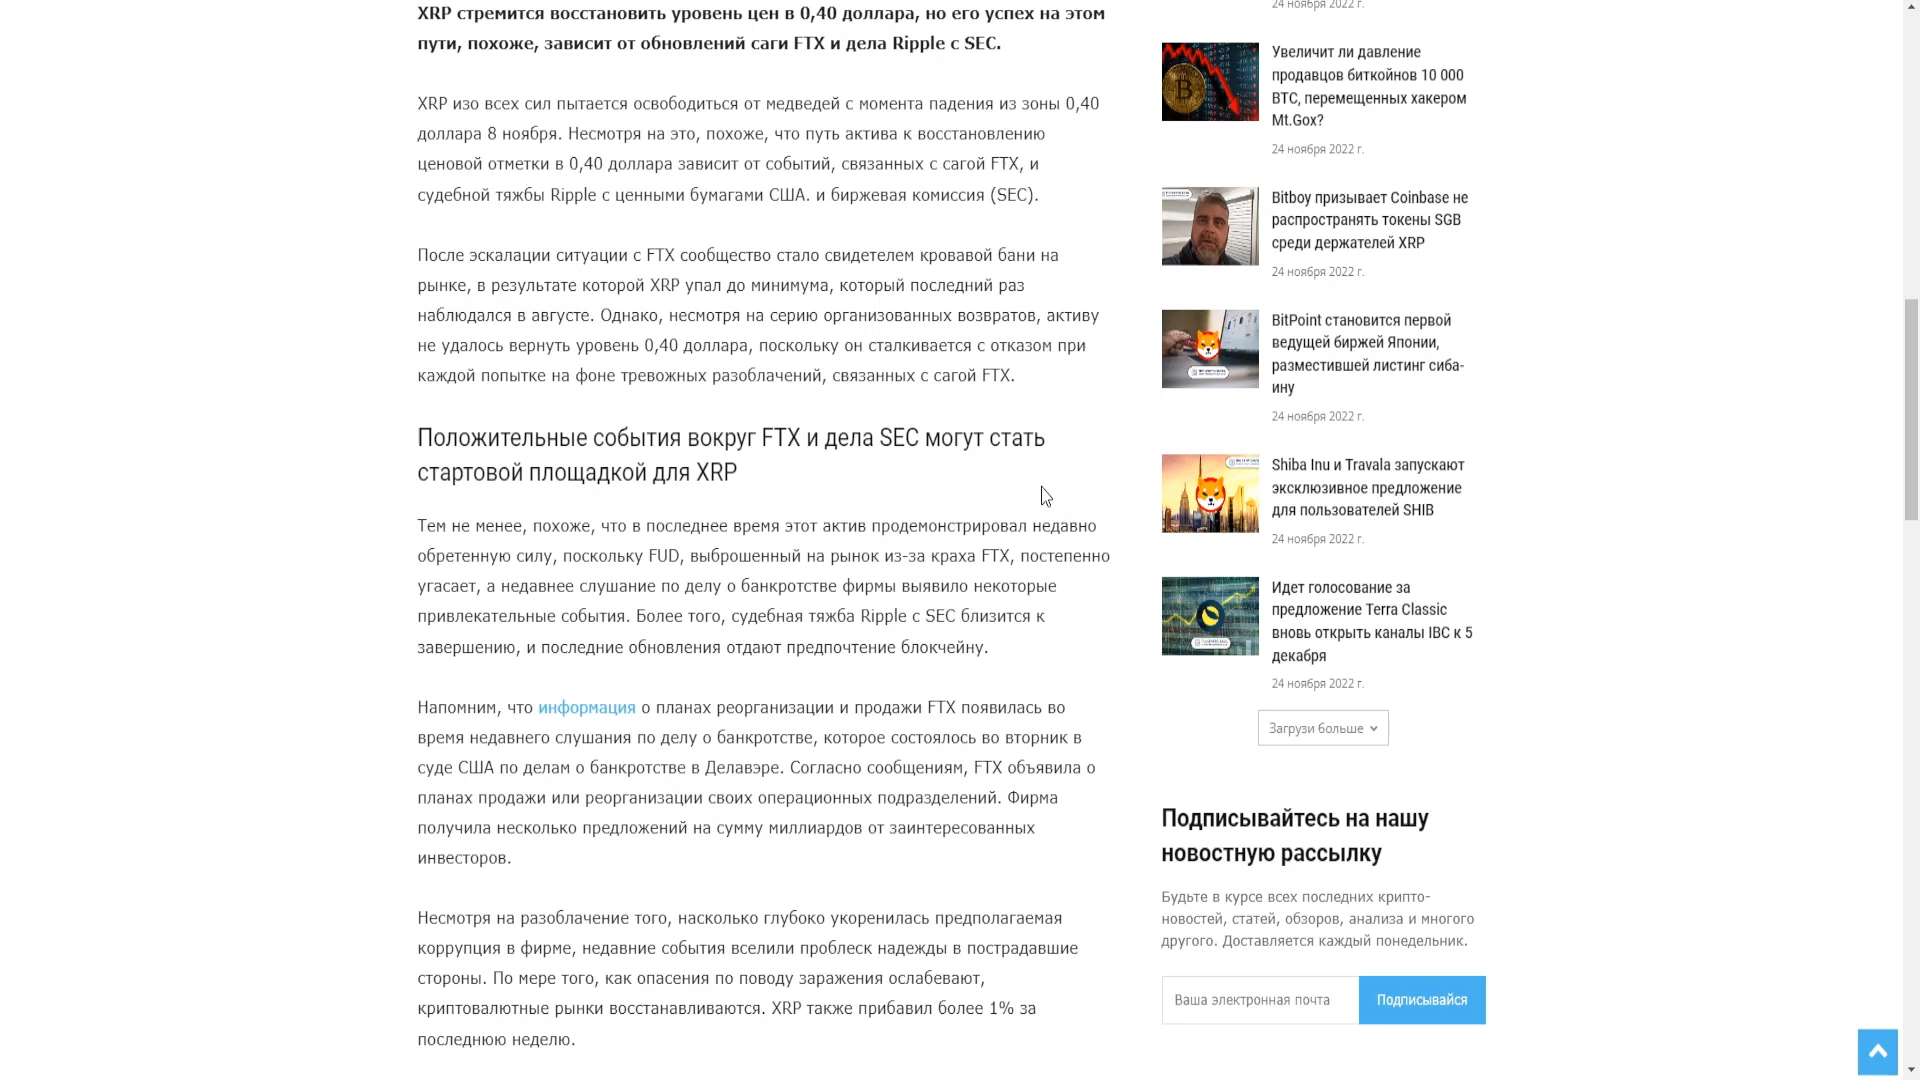 XRP стремится восстановить уровень цен в 0,40 доллара, но его успех на этом
пути, похоже, зависит от обновлений саги FTX и дела Ripple с SEC.
XRP изо всех сил пытается освободиться от медведей с момента падения из зоны 0,40
доллара 8 ноября. Несмотря на это, похоже, что путь актива к восстановлению
ценовой отметки в 0,40 доллара зависит от событий, связанных с сагой FTX, и
судебной тяжбы Ripple с ценными бумагами США. и биржевая комиссия (SEC).
После эскалации ситуации с FTX сообщество стало свидетелем кровавой бани на
рынке, в результате которой XRP упал до минимума, который последний раз
наблюдался в августе. Однако, несмотря на серию организованных возвратов, активу
не удалось вернуть уровень 0,40 доллара, поскольку он сталкивается с отказом при
каждой попытке на фоне тревожных разоблачений, связанных с сагой FTX.
Положительные события вокруг FTX и дела SEC могут стать
стартовой площадкой для XRP
Тем не менее, похоже, что в последнее время этот актив продемонстрировал недавно
обретенную силу, поскольку FUD, выброшенный на рынок из-за краха FTX, постепенно
угасает, а недавнее слушание по делу о банкротстве фирмы выявило некоторые
привлекательные события. Более того, судебная тяжба Ripple с SEC близится к
завершению, и последние обновления отдают предпочтение блокчейну.
Напомним, что информация о планах реорганизации и продажи FTX появилась во
время недавнего слушания по делу о банкротстве, которое состоялось во вторник в
суде США по делам о банкротстве в Делавэре. Согласно сообщениям, FTX объявила о
планах продажи или реорганизации своих операционных подразделений. Фирма
получила несколько предложений на сумму миллиардов от заинтересованных
инвесторов.
Несмотря на разоблачение того, насколько глубоко укоренилась предполагаемая
коррупция в фирме, недавние события вселили проблеск надежды в пострадавшие
стороны. По мере того, как опасения по поводу заражения ослабевают,
криптовалютные рынки восстанавливаются. XRP также прибавил более 1% за
последнюю неделю.
24 ноября 2022 г.
Увеличит ли давление
продавцов биткойнов 10 000
BTC, перемещенных хакером
Mt.Gox?
24 ноября 2022 г.
Bitboy призывает Coinbase не
распространять токены SGB
среди держателей XRP
24 ноября 2022 г.
BitPoint становится первой
ведущей биржей Японии,
разместившей листинг сиба-
ину
24 ноября 2022 г.
Shiba Inu и Travala запускают
эксклюзивное предложение
для пользователей SHIB
24 ноября 2022 г.
Идет голосование за
предложение Terra Classic
вновь открыть каналы IBC к 5
декабря
24 ноября 2022 г.
Загрузи больше
Подписывайтесь на нашу
новостную рассылку
Будьте в курсе всех последних крипто-
новостей, статей, обзоров, анализа и многого
другого. Доставляется каждый понедельник.
Ваша электронная почта
Подписывайся